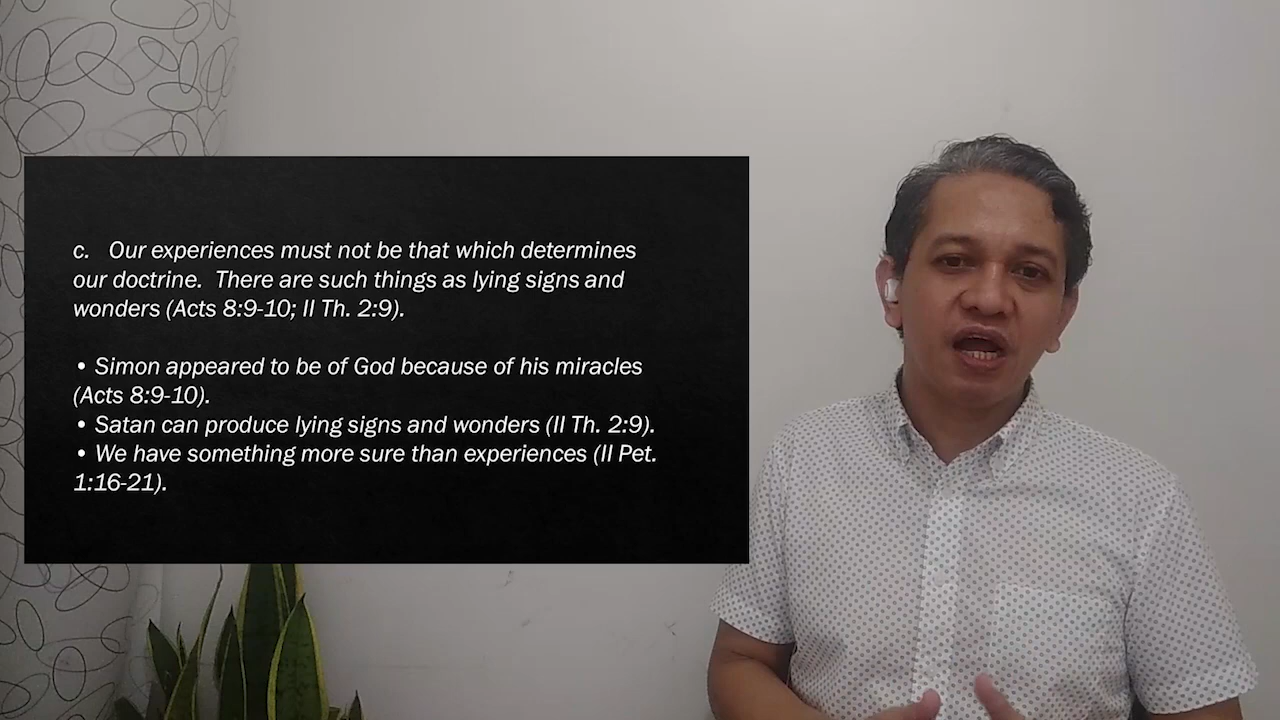 c. Our experiences must not be that which determines
our doctrine. There are such things as lying signs and
wonders (Acts 8:9-10; II Th. 2:9).
• Simon appeared to be of God because of his miracles
(Acts 8:9-10).
• Satan can produce lying signs and wonders (II Th. 2:9).
• We have something more sure than experiences (II Pet.
1:16-21).